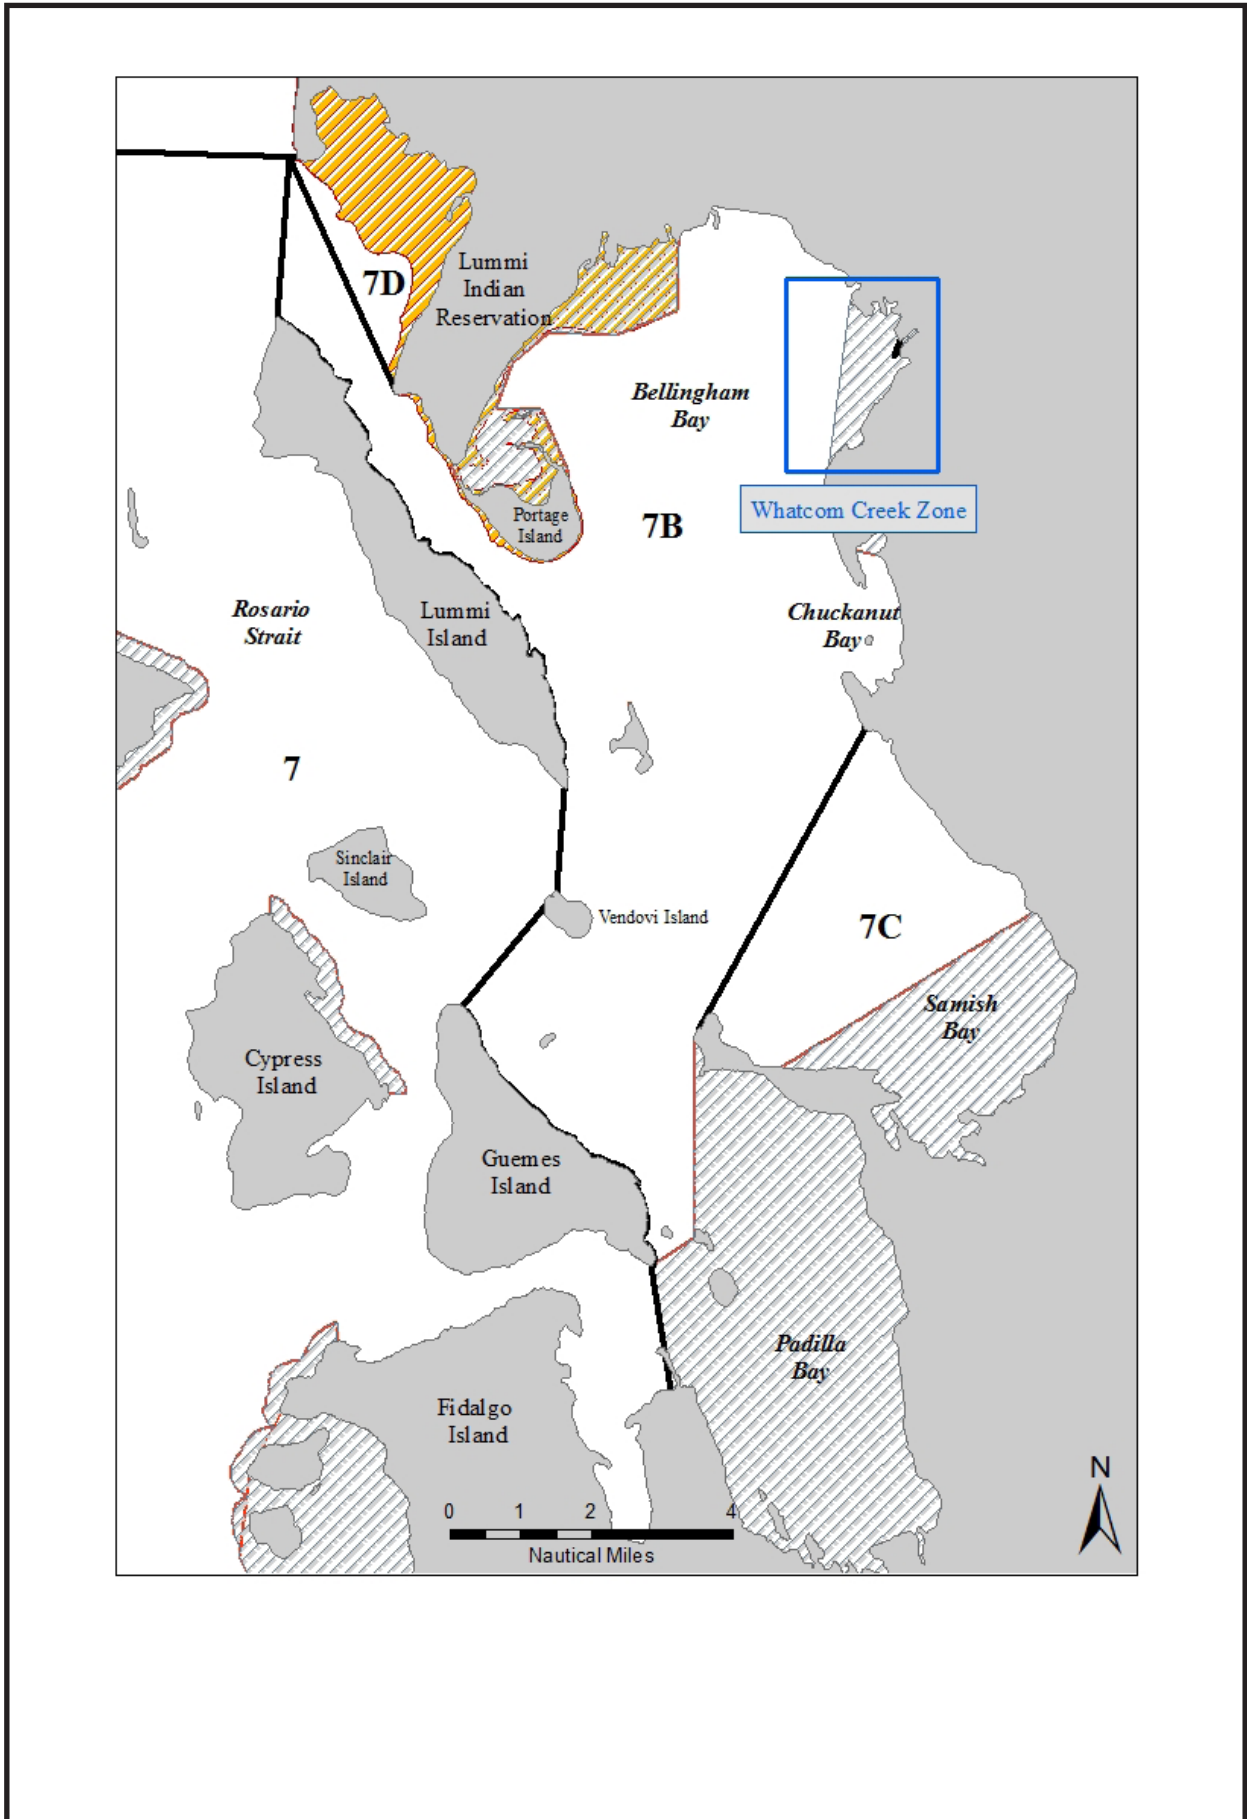 7D
Lummi
Indian
Reservation
Bellingham
Bay
Whatcom Creek Zone
Portage
Island
7B
Rosario
Strait
Lummi
Island
Chuckanut
Bay
7
Sinclair
Island
Vendovi Island
7C
Samish
Bay
Cypress
Island
Guemes
Island
Padilla
Bay
Fidalgo
Island
N
0 1 2 4
Nautical Miles